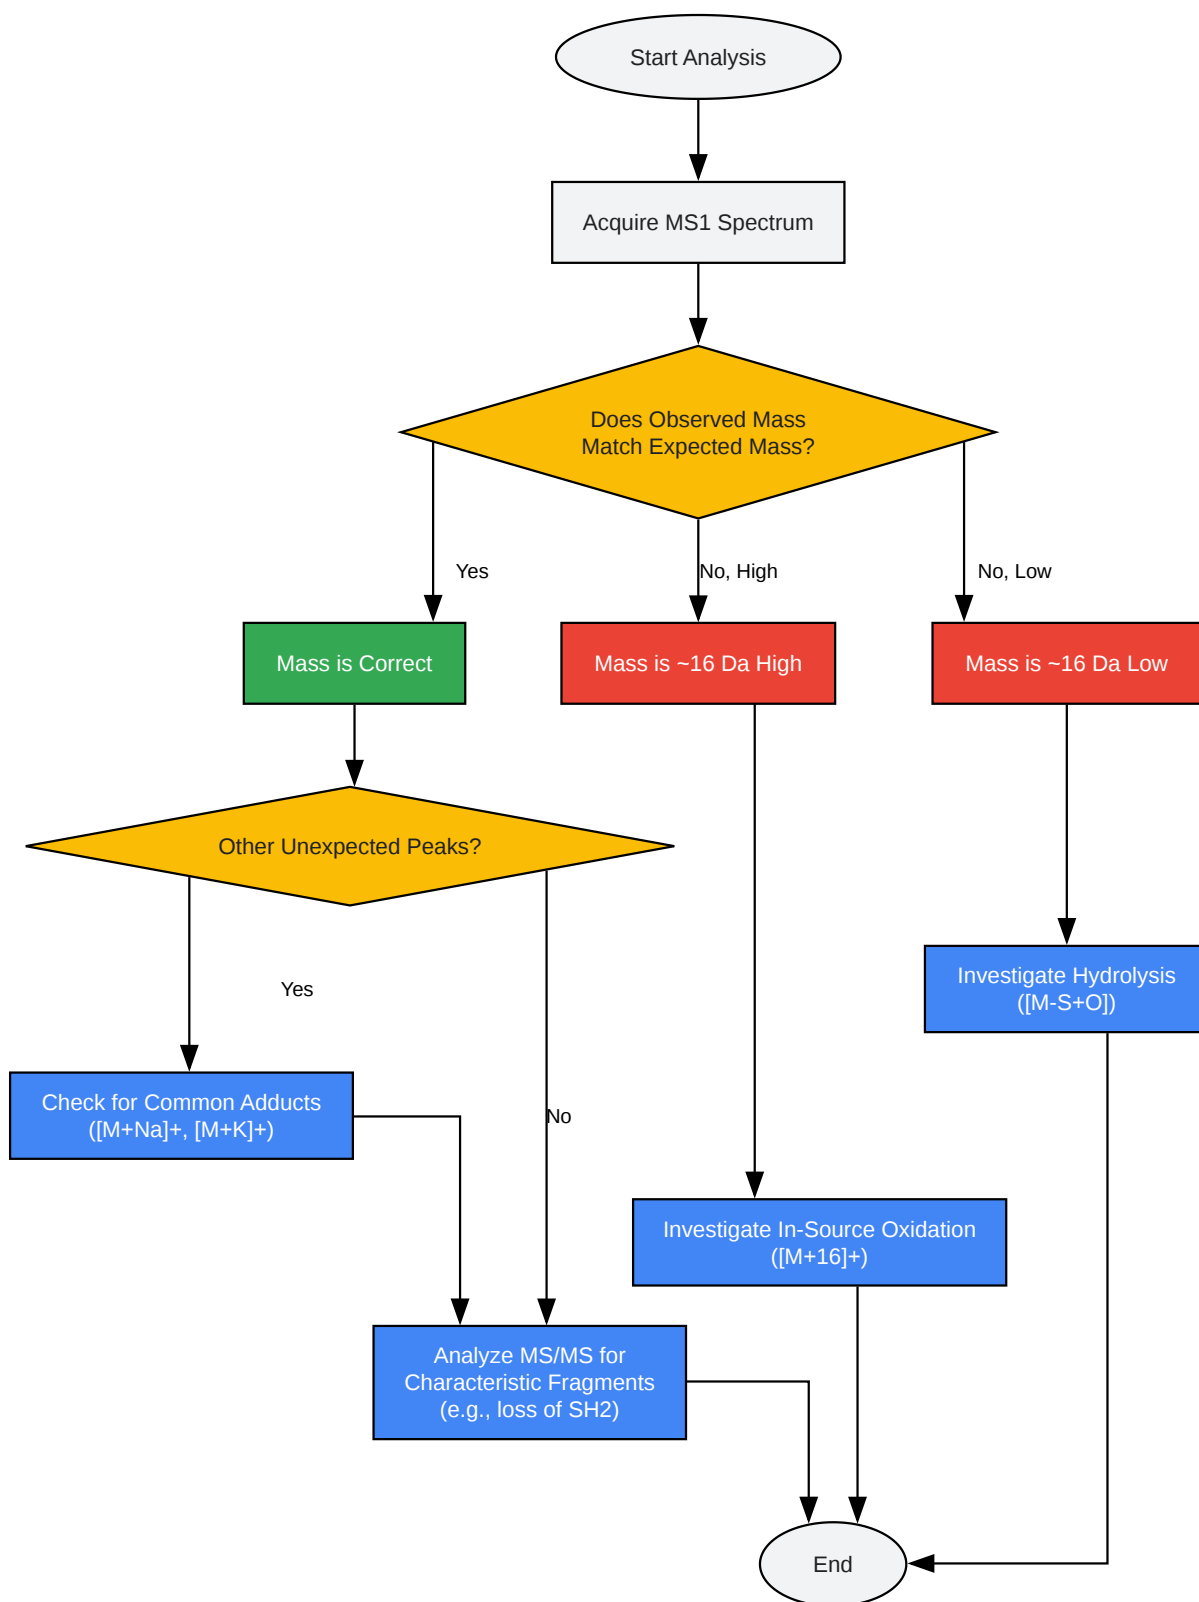 Start Analysis
Acquire MS1 Spectrum
Does Observed Mass
Match Expected Mass?
Yes
No, High
No, Low
Mass is Correct
Mass is ~16 Da High
Mass is ~16 Da Low
Other Unexpected Peaks?
Investigate Hydrolysis
([M-S+O])
Yes
Check for Common Adducts
([M+Na]+, [M+K]+)
No
Investigate In-Source Oxidation
([M+16]+)
Analyze MS/MS for
Characteristic Fragments
(e.g., loss of SH2)
End